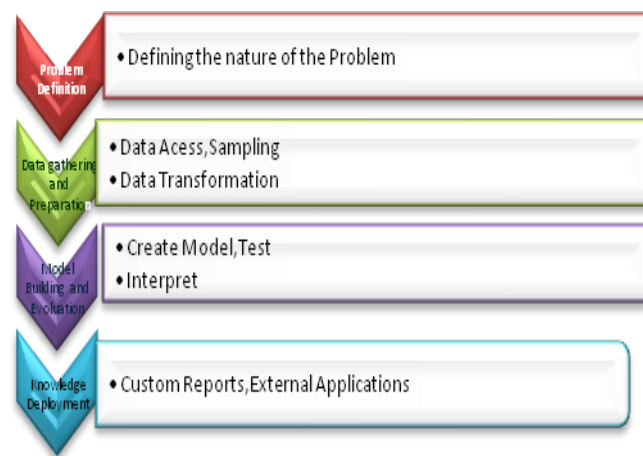 Problem
Definition
• Defining the nature of the Problem
Data gathering
and
Preparation
• Data Acess,Sampling
• Data Transformation
Model
Building and
Evolution
• Create Model,Test
• Interpret
Knowledge
Deployment
• Custom Reports,External Applications